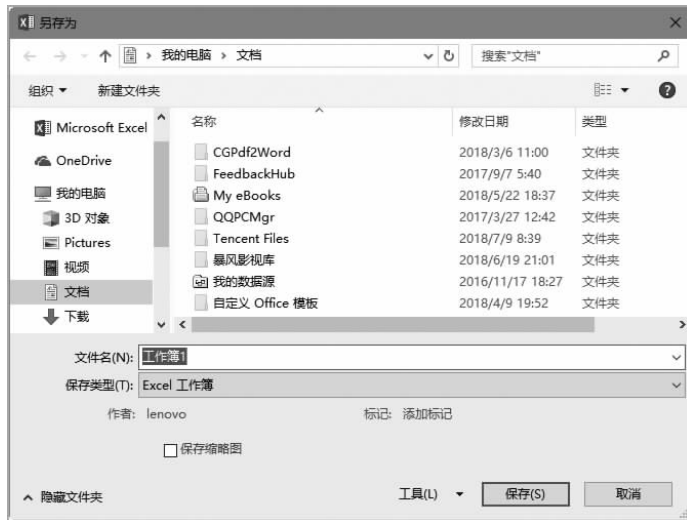 另存为
我的电脑 › 文档
搜索"文档"
组织 新建文件夹
Microsoft Excel
OneDrive
我的电脑
3D 对象
Pictures
视频
文档
下载
名称 修改日期 类型
CGPdf2Word 2018/3/6 11:00 文件夹
FeedbackHub 2017/9/7 5:40 文件夹
My eBooks 2018/5/22 18:37 文件夹
QQPCMgr 2017/3/27 12:42 文件夹
Tencent Files 2018/7/9 8:39 文件夹
暴风影视库 2018/6/19 21:01 文件夹
我的数据源 2016/11/17 18:27 文件夹
自定义 Office 模板 2018/4/9 19:52 文件夹
文件名(N): 工作簿1
保存类型(T): Excel 工作簿
作者: lenovo 标记: 添加标记
保存缩略图
隐藏文件夹 工具(L) 保存(S) 取消